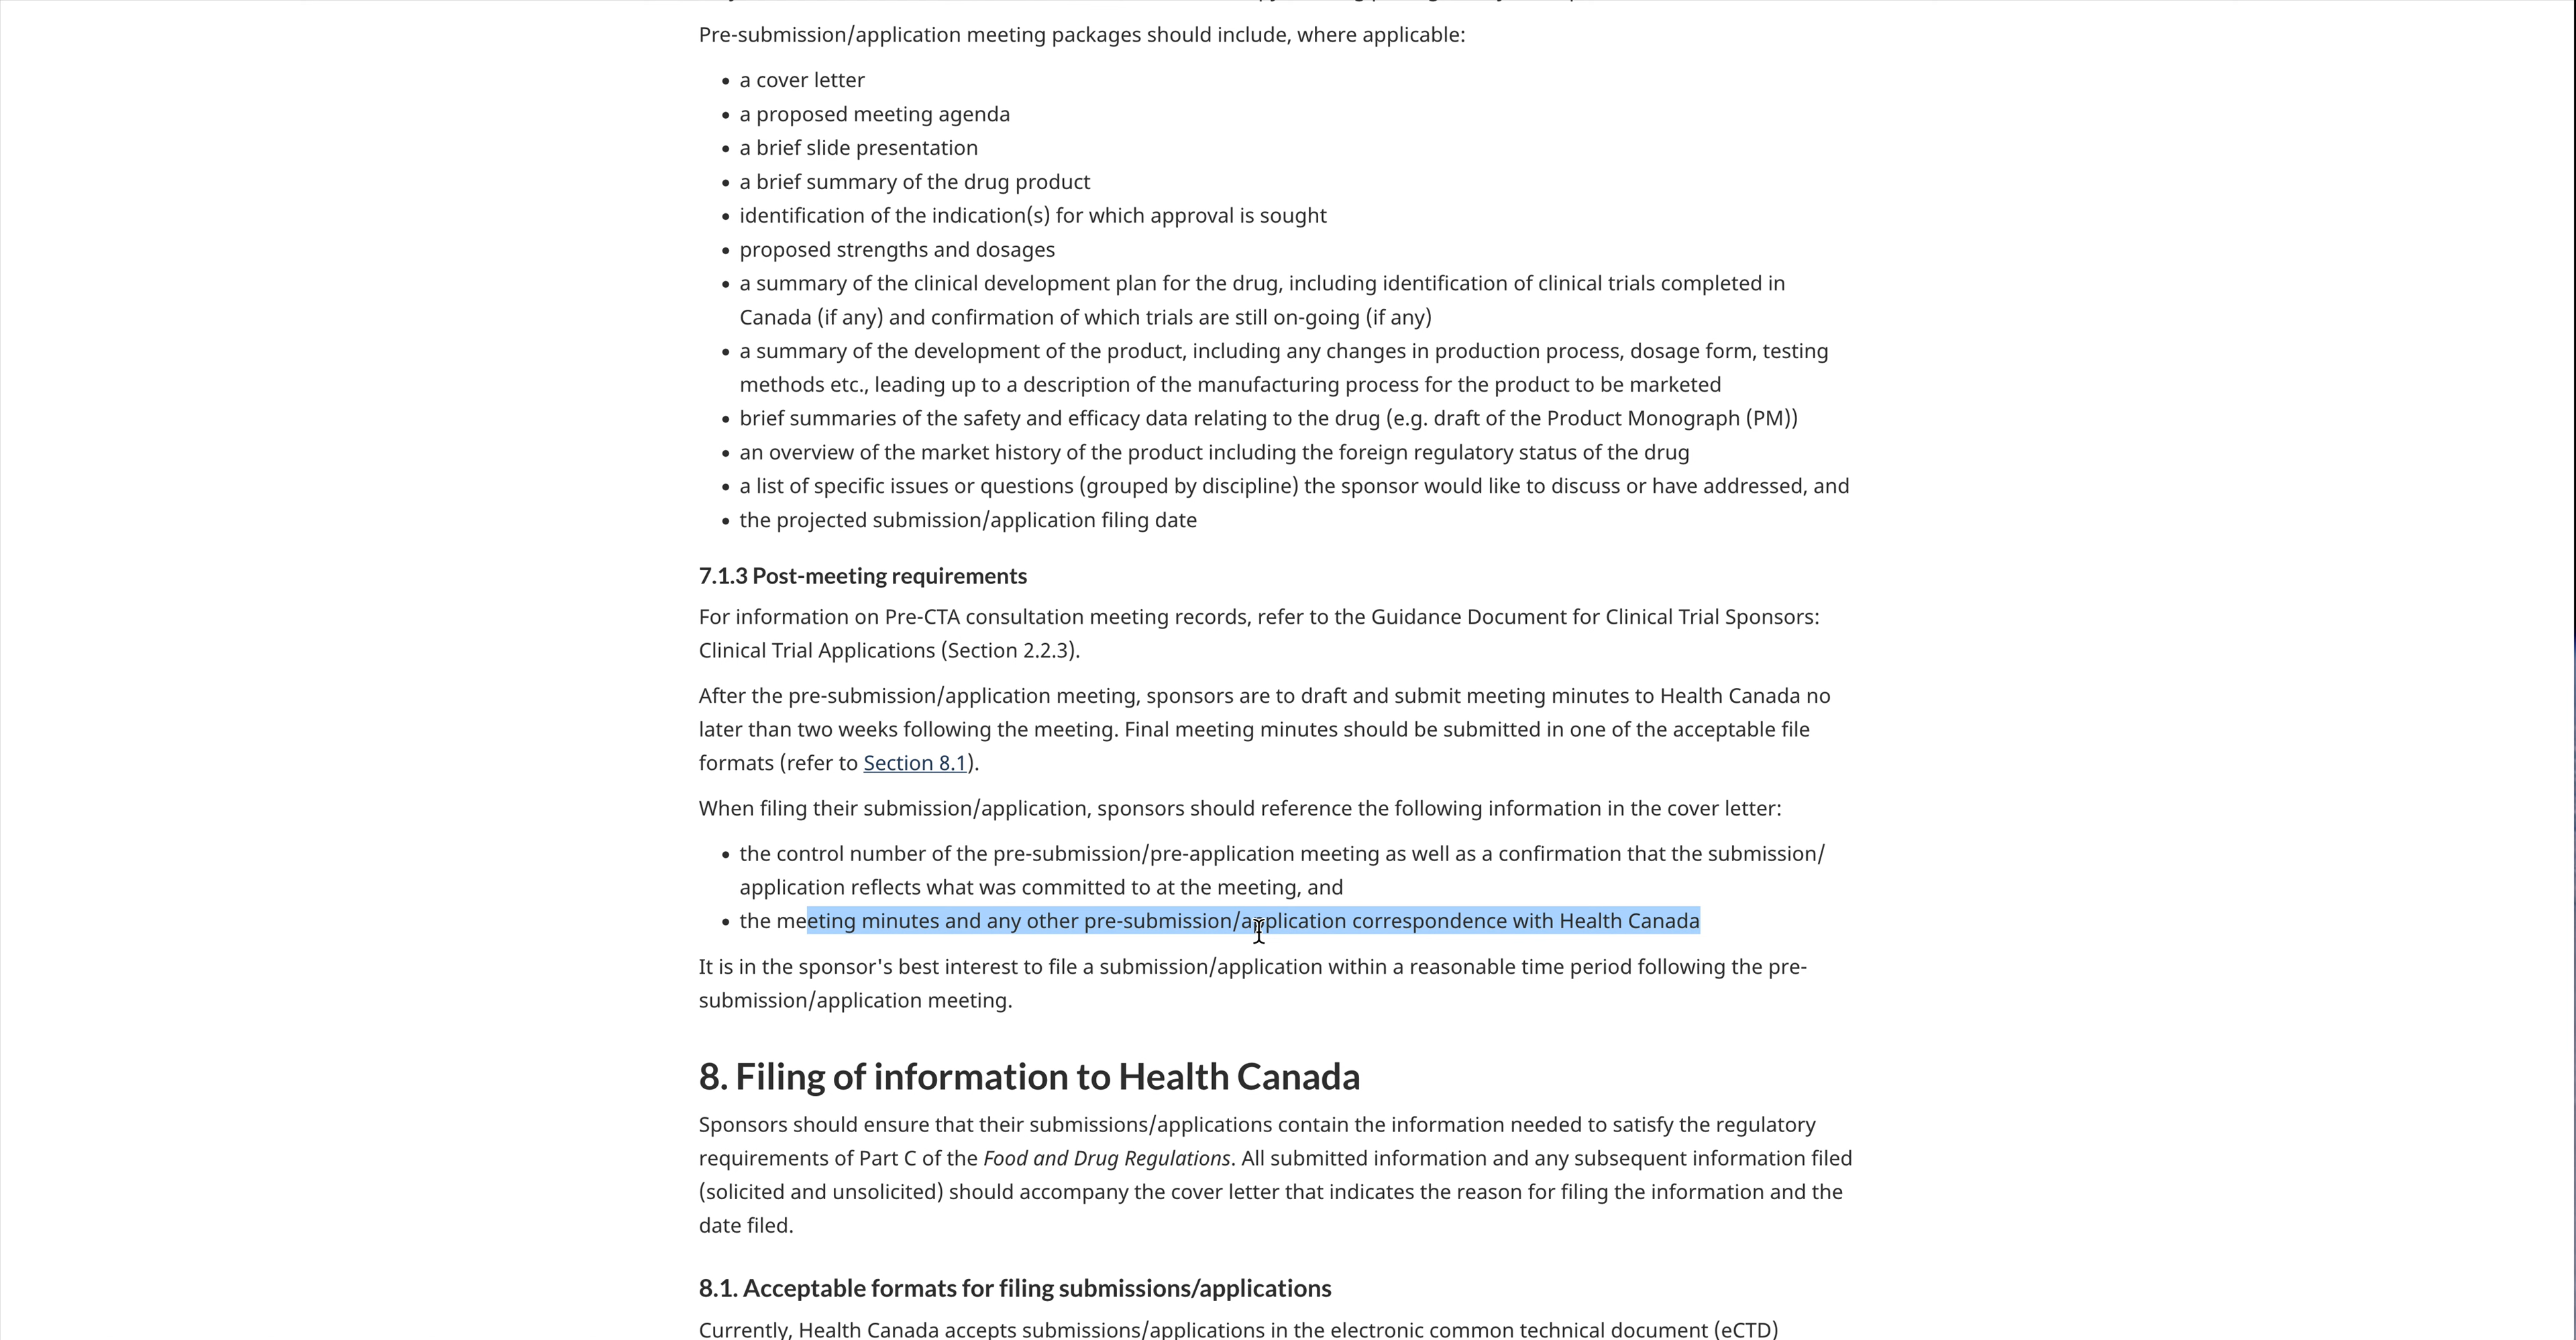 Pre-submission/application meeting packages should include, where applicable:
• a cover letter
• a proposed meeting agenda
• a brief slide presentation
• a brief summary of the drug product
• identification of the indication(s) for which approval is sought
• proposed strengths and dosages
• a summary of the clinical development plan for the drug, including identification of clinical trials completed in
Canada (if any) and confirmation of which trials are still on-going (if any)
• a summary of the development of the product, including any changes in production process, dosage form, testing
methods etc., leading up to a description of the manufacturing process for the product to be marketed
• brief summaries of the safety and efficacy data relating to the drug (e.g. draft of the Product Monograph (PM))
• an overview of the market history of the product including the foreign regulatory status of the drug
• a list of specific issues or questions (grouped by discipline) the sponsor would like to discuss or have addressed, and
• the projected submission/application filing date
7.1.3 Post-meeting requirements
For information on Pre-CTA consultation meeting records, refer to the Guidance Document for Clinical Trial Sponsors:
Clinical Trial Applications (Section 2.2.3).
After the pre-submission/application meeting, sponsors are to draft and submit meeting minutes to Health Canada no
later than two weeks following the meeting. Final meeting minutes should be submitted in one of the acceptable file
formats (refer to Section 8.1).
When filing their submission/application, sponsors should reference the following information in the cover letter:
• the control number of the pre-submission/pre-application meeting as well as a confirmation that the submission/
application reflects what was committed to at the meeting, and
• the meeting minutes and any other pre-submission/application correspondence with Health Canada
It is in the sponsor's best interest to file a submission/application within a reasonable time period following the pre-
submission/application meeting.
8. Filing of information to Health Canada
Sponsors should ensure that their submissions/applications contain the information needed to satisfy the regulatory
requirements of Part C of the Food and Drug Regulations. All submitted information and any subsequent information filed
(solicited and unsolicited) should accompany the cover letter that indicates the reason for filing the information and the
date filed.
8.1. Acceptable formats for filing submissions/applications
Currently, Health Canada accepts submissions/applications in the electronic common technical document (eCTD)